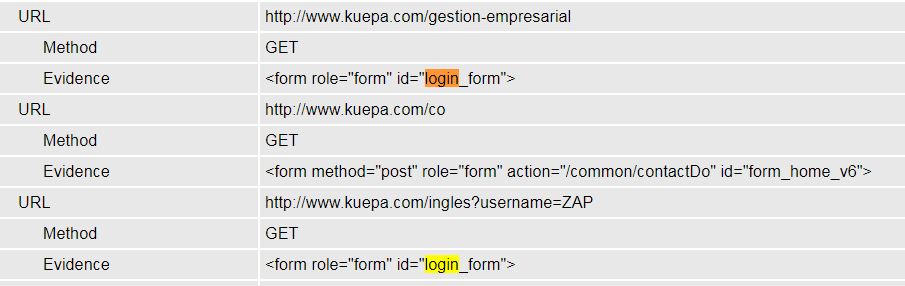 URL http://www.kuepa.com/gestion-empresarial
Method GET
Evidence <form role="form" id="login_form">
URL http://www.kuepa.com/co
Method GET
Evidence <form method="post" role="form" action="/common/contactDo" id="form_home_v6">
URL http://www.kuepa.com/ingles?username=ZAP
Method GET
Evidence <form role="form" id="login_form">